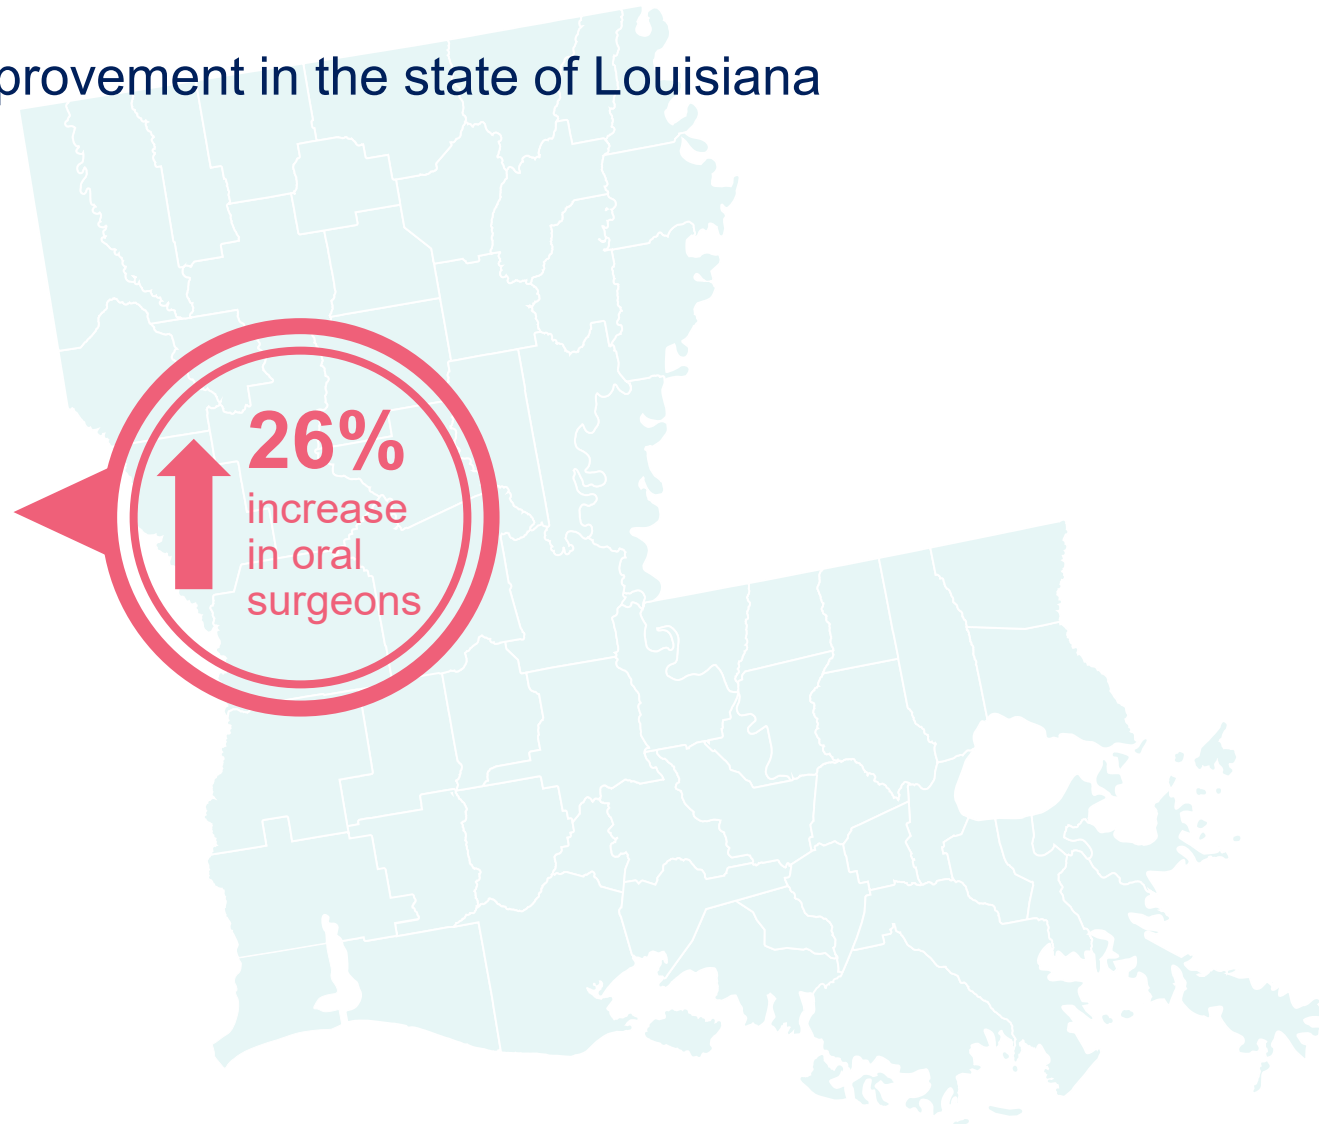 provement in the state of Louisiana
26%
increase
in oral
surgeons